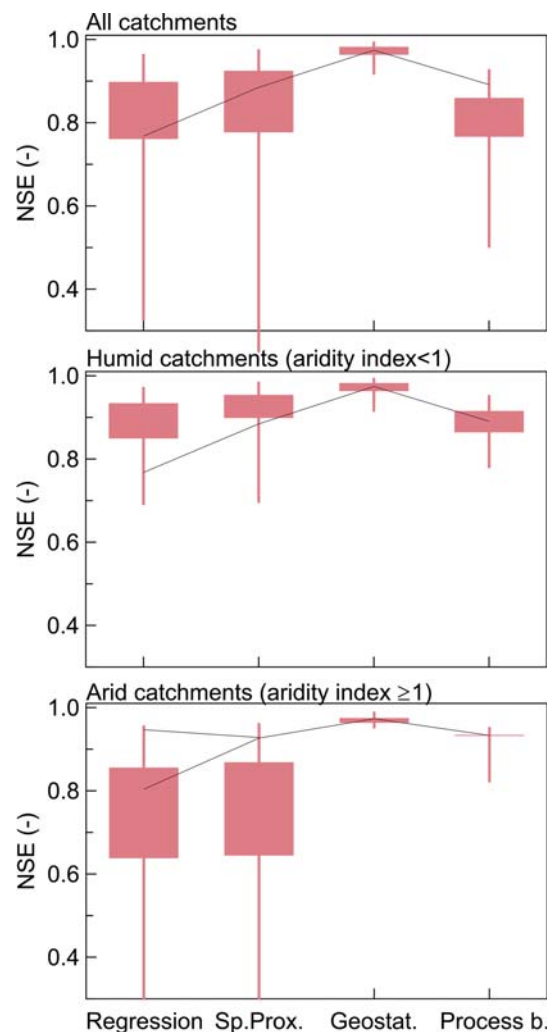 All catchments
1.0
0.8
0.6
0.4
NSE (-)
Humid catchments (aridity index<1)
1.0
0.8
0.6
0.4
NSE (-)
Arid catchments (aridity index ≥1)
1.0
0.8
0.6
0.4
NSE (-)
Regression Sp.Prox. Geostat. Process b.